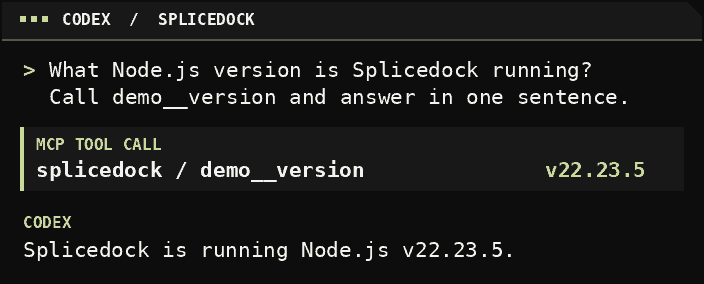 CODEX / SPLICEDOCK
> What Node.js version is Splicedock running?
Call demo__version and answer in one sentence.
MCP TOOL CALL
splicedock / demo__version v22.23.5
CODEX
Splicedock is running Node.js v22.23.5.